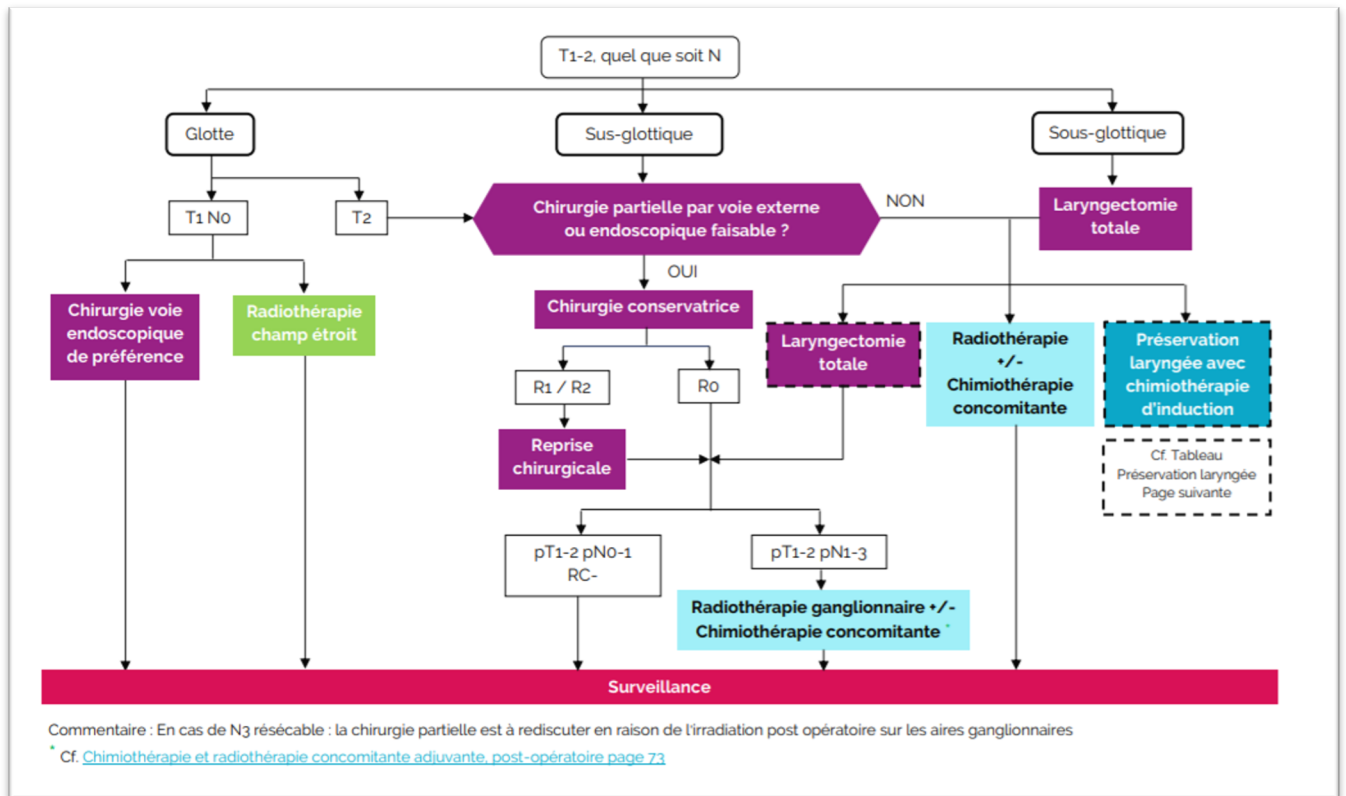 T1-2, quel que soit N
Glotte
Sus-glottique
Sous-glottique
T1 N0
T2
Chirurgie partielle par voie externe
ou endoscopique faisable ?
NON
Laryngectomie
totale
OUI
Chirurgie voie
endoscopique
de préférence
Radiothérapie
champ étroit
Chirurgie conservatrice
R1 / R2
R0
Laryngectomie
totale
Radiothérapie
+/-
Chimiothérapie
concomitante
Préservation
laryngée avec
chimiothérapie
d'induction
Reprise
chirurgicale
Cf. Tableau
Préservation laryngée
Page suivante
pT1-2 pN0-1
RC-
pT1-2 pN1-3
Radiothérapie ganglionnaire +/-
Chimiothérapie concomitante *
Surveillance
Commentaire : En cas de N3 résécable : la chirurgie partielle est à rediscuter en raison de l'irradiation post opératoire sur les aires ganglionnaires
* Cf. Chimiothérapie et radiothérapie concomitante adjuvante, post-opératoire page 73